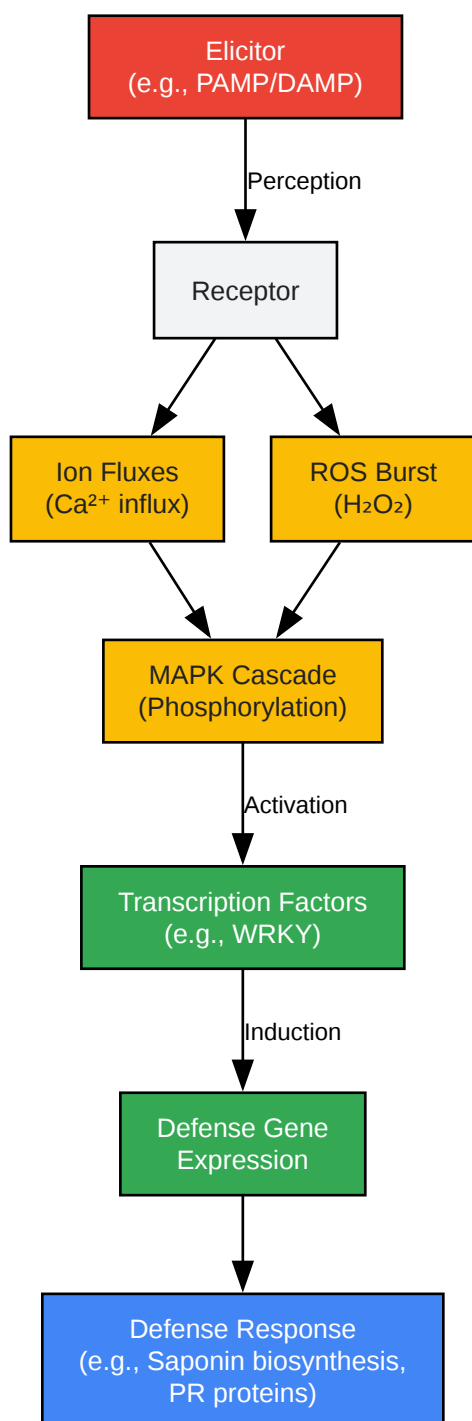 Elicitor
(e.g., PAMP/DAMP)
Perception
Receptor
Ion Fluxes
(Ca²⁺ influx)
ROS Burst
(H₂O₂)
MAPK Cascade
(Phosphorylation)
Activation
Transcription Factors
(e.g., WRKY)
Induction
Defense Gene
Expression
Defense Response
(e.g., Saponin biosynthesis,
PR proteins)